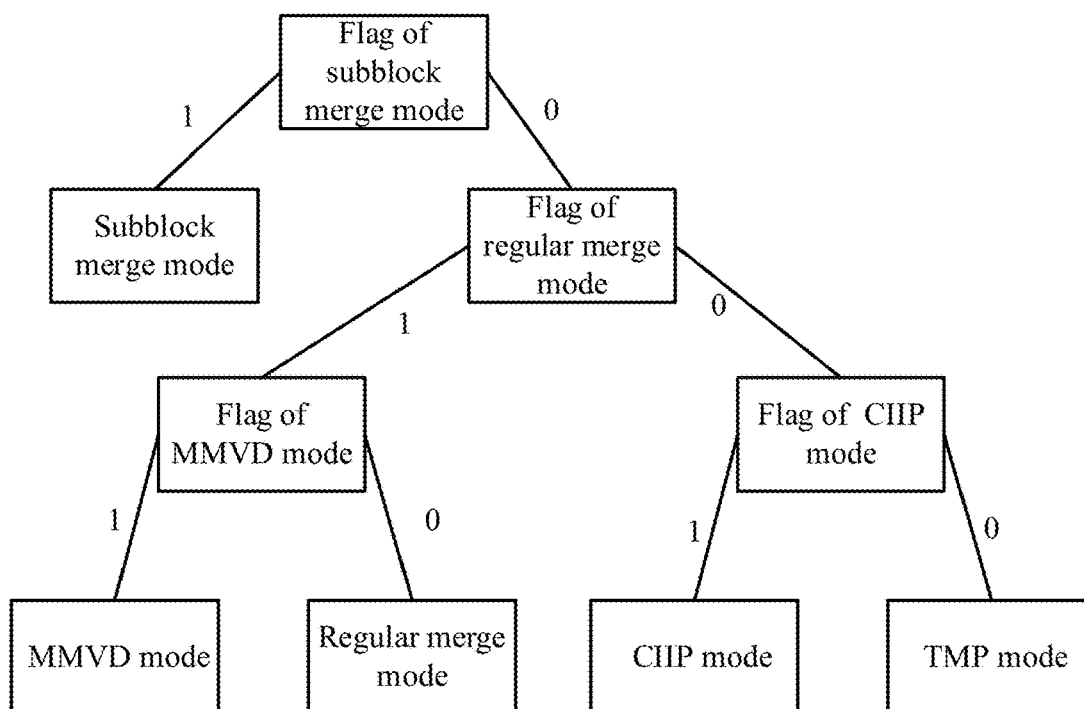 Flag of
subblock
merge mode
1
0
Subblock
merge mode
Flag of
regular merge
mode
1
0
Flag of
MMVD mode
Flag of CIIP
mode
1
0
1
0
MMVD mode
Regular merge
mode
CIIP mode
TMP mode